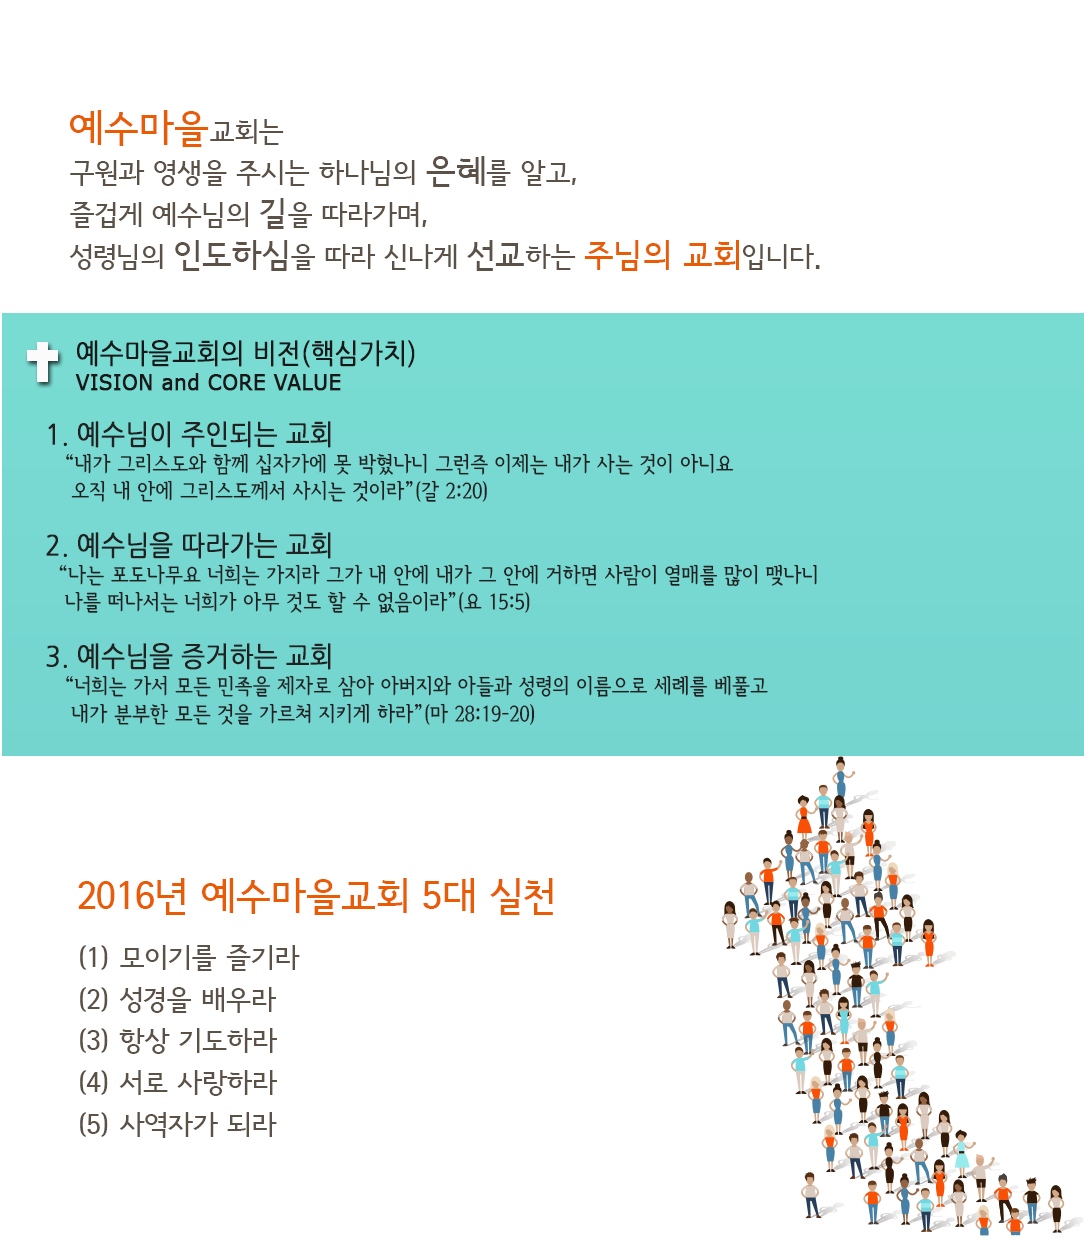 예수마을교회는
구원과 영생을 주시는 하나님의 은혜를 알고,
즐겁게 예수님의 길을 따라가며,
성령님의 인도하심을 따라 신나게 선교하는 주님의 교회입니다.
예수마을교회의 비전(핵심가치)
VISION and CORE VALUE
1. 예수님이 주인되는 교회
“내가 그리스도와 함께 십자가에 못 박혔나니 그런즉 이제는 내가 사는 것이 아니요
오직 내 안에 그리스도께서 사시는 것이라”(갈 2:20)
2. 예수님을 따라가는 교회
“나는 포도나무요 너희는 가지라 그가 내 안에 내가 그 안에 거하면 사람이 열매를 많이 맺나니
나를 떠나서는 너희가 아무 것도 할 수 없음이라”(요 15:5)
3. 예수님을 증거하는 교회
“너희는 가서 모든 민족을 제자로 삼아 아버지와 아들과 성령의 이름으로 세례를 베풀고
내가 분부한 모든 것을 가르쳐 지키게 하라”(마 28:19-20)
2016년 예수마을교회 5대 실천
(1) 모이기를 즐기라
(2) 성경을 배우라
(3) 항상 기도하라
(4) 서로 사랑하라
(5) 사역자가 되라